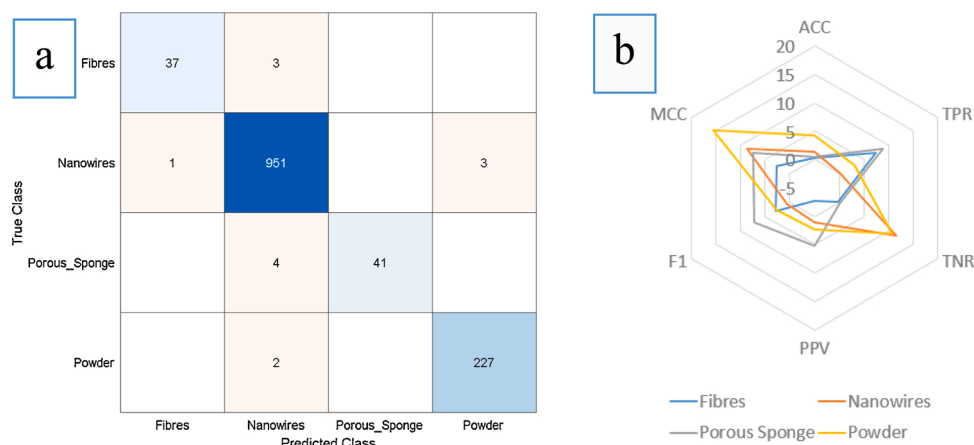 a
True Class
Fibres
37
3
Nanowires
1
951
3
Porous_Sponge
4
41
Powder
2
227
Fibres
Nanowires
Porous_Sponge
Powder
Predicted Class
b
ACC
20
15
10
5
0
-5
MCC
TPR
F1
TNR
PPV
Fibres
Nanowires
Porous Sponge
Powder